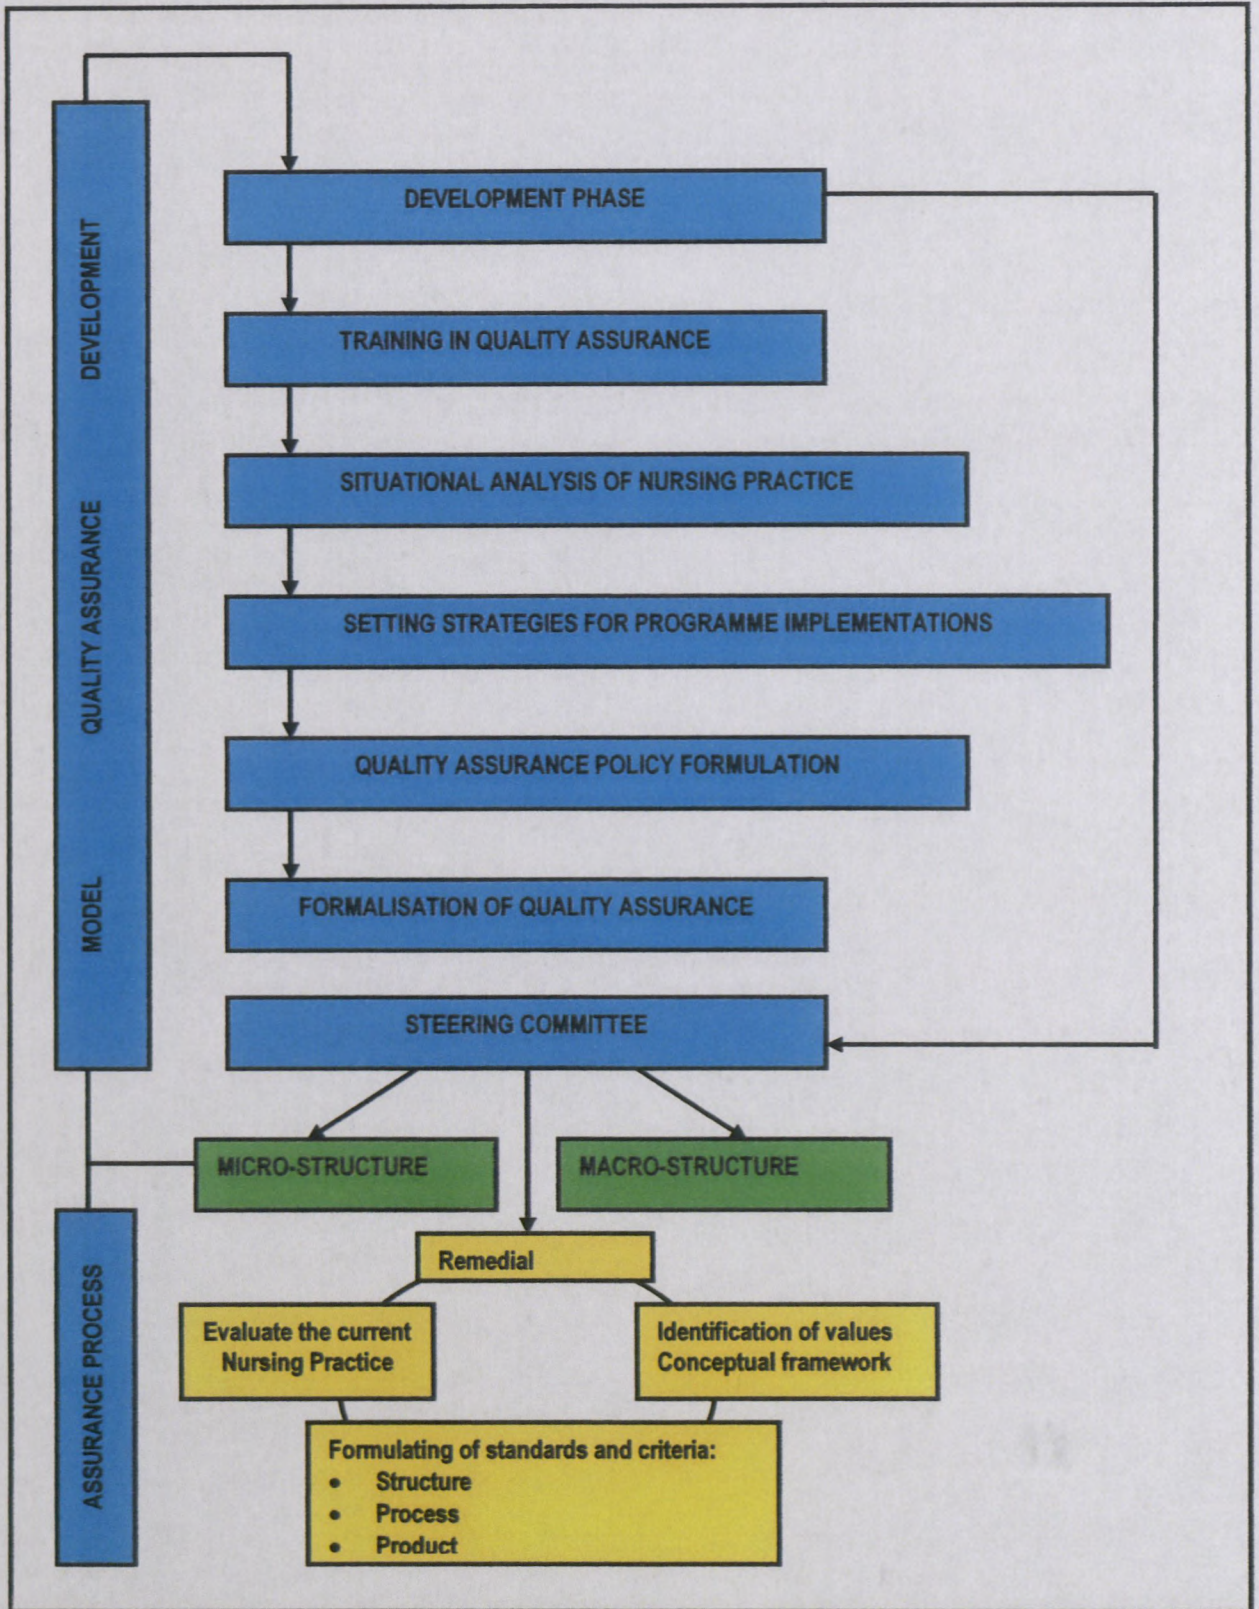 DEVELOPMENT PHASE
TRAINING IN QUALITY ASSURANCE
SITUATIONAL ANALYSIS OF NURSING PRACTICE
SETTING STRATEGIES FOR PROGRAMME IMPLEMENTATIONS
QUALITY ASSURANCE POLICY FORMULATION
FORMALISATION OF QUALITY ASSURANCE
STEERING COMMITTEE
MODEL QUALITY ASSURANCE DEVELOPMENT
MICRO-STRUCTURE
MACRO-STRUCTURE
Remedial
Evaluate the current
Nursing Practice
Identification of values
Conceptual framework
Formulating of standards and criteria:
• Structure
• Process
• Product
ASSURANCE PROCESS